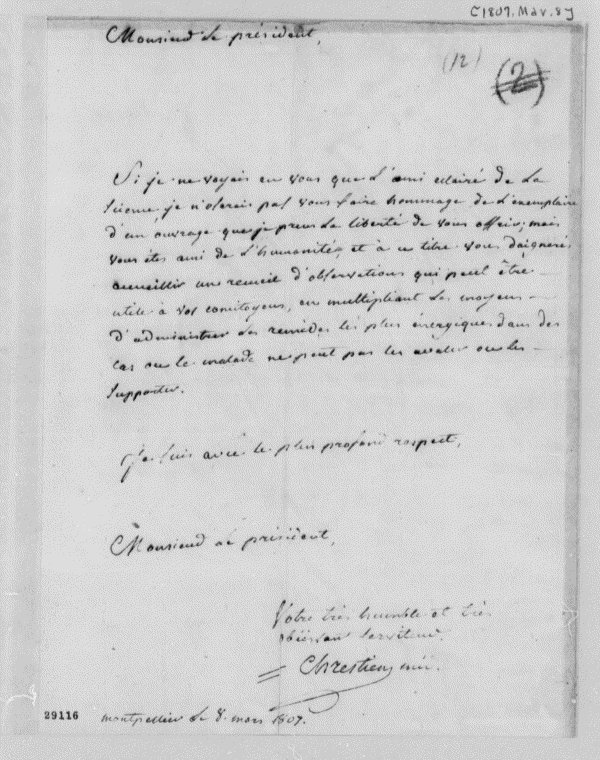 [1807. Mar. 8]
Monsieur le président,
(12)
(2)
Si je ne voyais en vous que l'ami eclairé de la
science, je n'oserais pas vous faire hommage de l'exemplaire
d'un ouvrage que je prens la liberté de vous offrir; mais
vous êtes ami de l'humanité, et à ce titre vous daignerés
accueillir un recueil d'observations qui peut être
utile à vos concitoyens, en multipliant les moyens
d'administrer des remèdes les plus énergiques dans des
cas ou le malade ne peut pas les avaler ou les
supporter.
Je suis avec le plus profond respect,
Monsieur le président,
Votre très humble et très
obéissant serviteur.
Chrestien
29116 montpellier le 8. mars 1807.